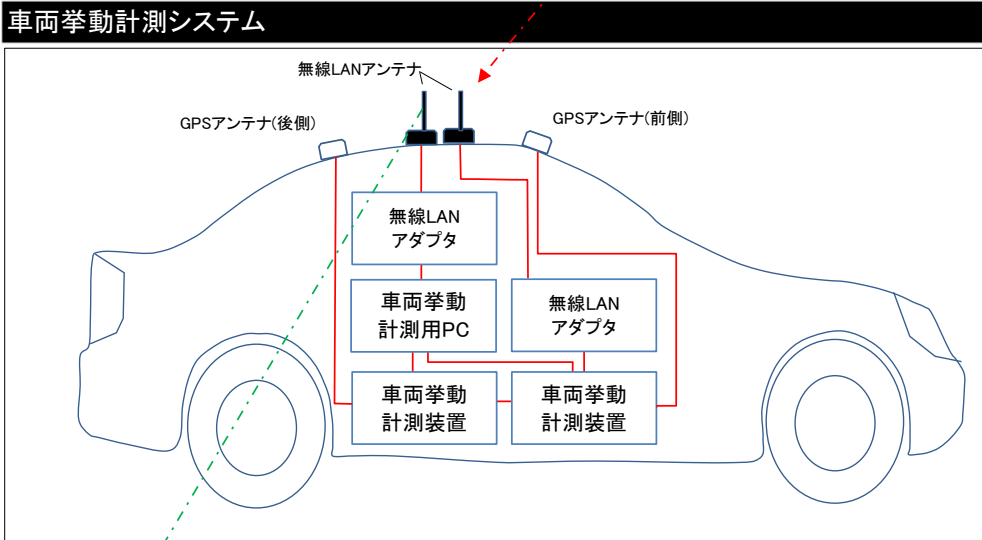 車両挙動計測システム
無線LANアンテナ
GPSアンテナ(後側)
GPSアンテナ(前側)
無線LAN
アダプタ
車両挙動
計測用PC
無線LAN
アダプタ
車両挙動
計測装置
車両挙動
計測装置